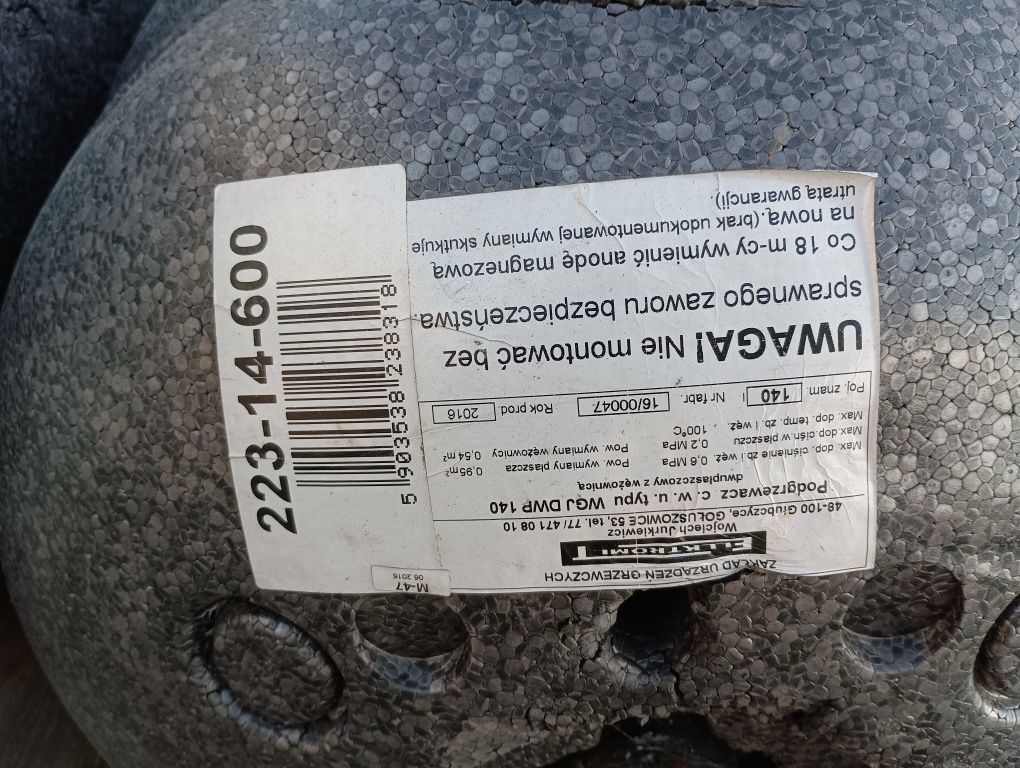 ZAKŁAD URZĄDZEŃ GRZEWCZYCH
ELEKTROMET
Wojciech Jurkiewicz
48-100 Głubczyce, GOŁUSZOWICE 53, tel. 77/ 471 08 10
Podgrzewacz c. w. u. typu WGJ DWP 140
dwupłaszczowy z wężownicą
Max. dop. ciśnienie zb.i węż. 0,6 MPa Pow. wymiany płaszcza 0,95 m²
Max.dop.ciśn.w płaszczu 0,2 MPa Pow. wymiany wężownicy 0,54 m²
Max. dop. temp. zb. i węż. 100°C
Poj. znam. 140 l Nr fabr. 16/00047 Rok prod. 2016
UWAGA! Nie montować bez
sprawnego zaworu bezpieczeństwa.
Co 18 m-cy wymienić anodę magnezową
na nową.(brak udokumentowanej wymiany skutkuje
utratą gwarancji).
M-47
06 2016
223-14-600
5 903538 238318